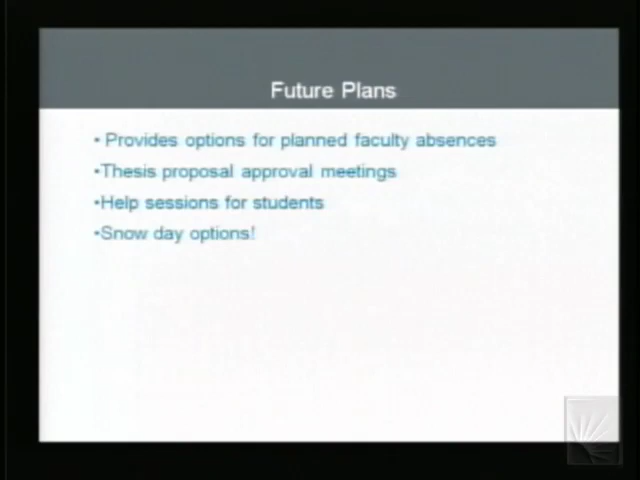 Future Plans
• Provides options for planned faculty absences
•Thesis proposal approval meetings
•Help sessions for students
•Snow day options!